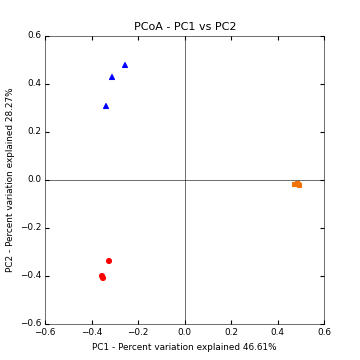 PCoA - PC1 vs PC2
0.6
0.4
0.2
0.0
−0.2
−0.4
−0.6
PC2 - Percent variation explained 28.27%
−0.6 −0.4 −0.2 0.0 0.2 0.4 0.6
PC1 - Percent variation explained 46.61%